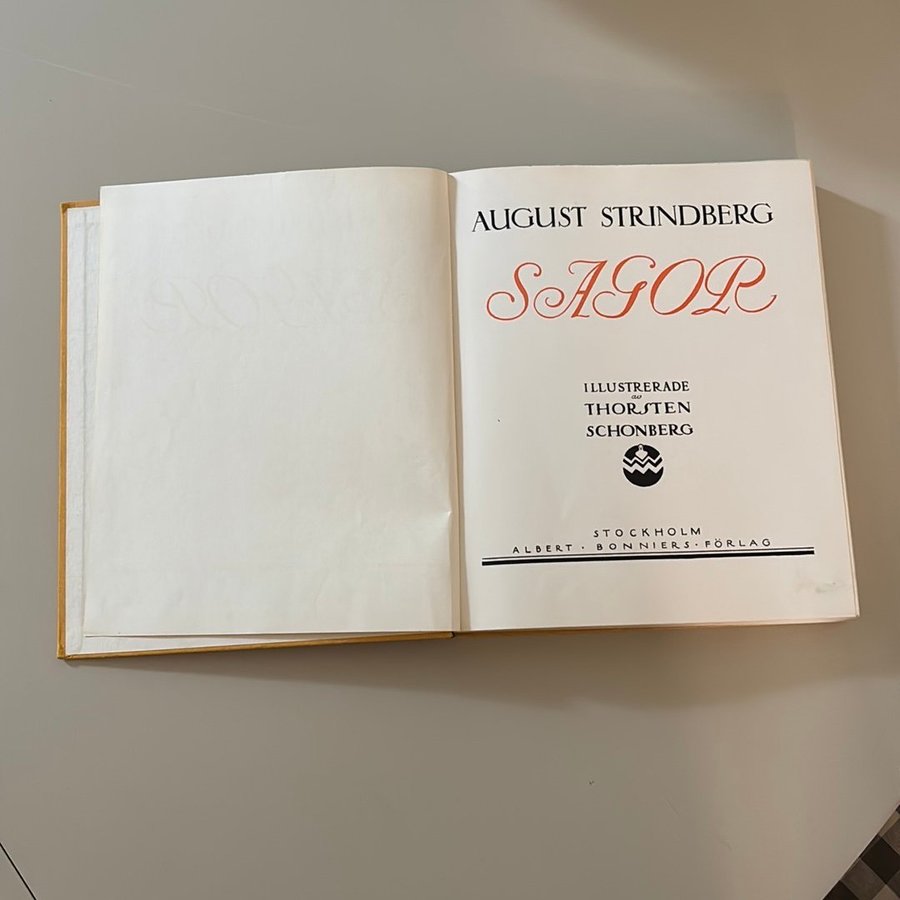 AUGUST STRINDBERG
SAGOR
ILLUSTRERADE
av
THORSTEN
SCHONBERG
STOCKHOLM
ALBERT · BONNIERS · FÖRLAG